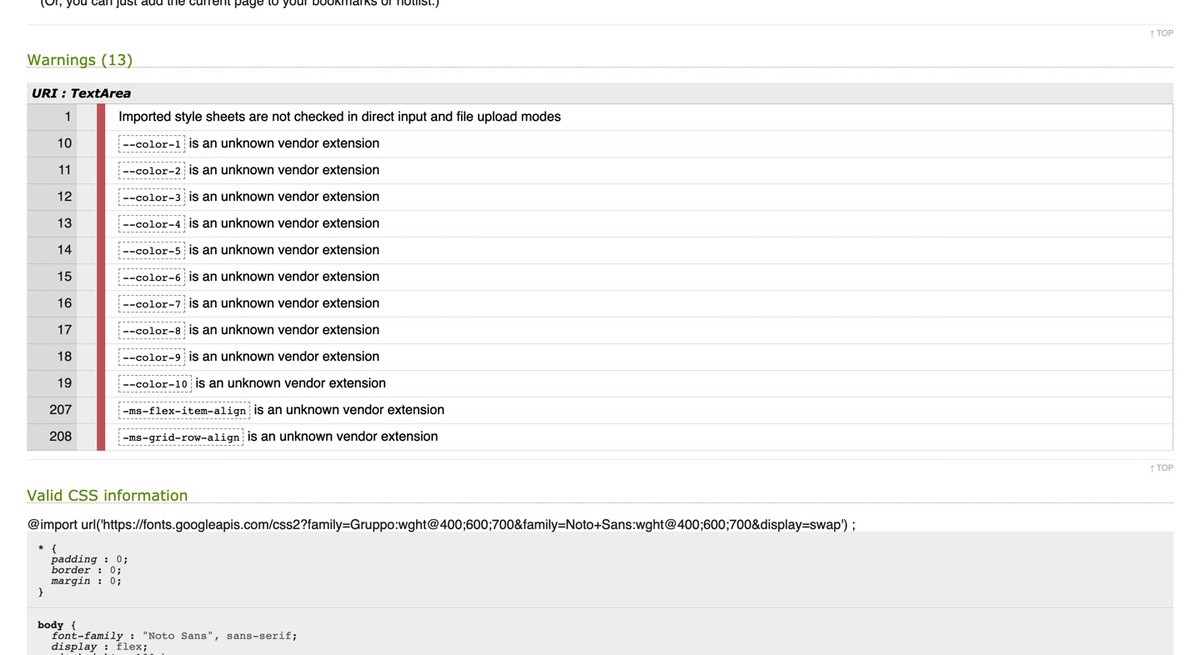 (Or, you can just add the current page to your bookmarks or hotlist.)
↑ TOP
Warnings (13)
URI : TextArea
1 Imported style sheets are not checked in direct input and file upload modes
10 --color-1 is an unknown vendor extension
11 --color-2 is an unknown vendor extension
12 --color-3 is an unknown vendor extension
13 --color-4 is an unknown vendor extension
14 --color-5 is an unknown vendor extension
15 --color-6 is an unknown vendor extension
16 --color-7 is an unknown vendor extension
17 --color-8 is an unknown vendor extension
18 --color-9 is an unknown vendor extension
19 --color-10 is an unknown vendor extension
207 -ms-flex-item-align is an unknown vendor extension
208 -ms-grid-row-align is an unknown vendor extension
↑ TOP
Valid CSS information
@import url('https://fonts.googleapis.com/css2?family=Gruppo:wght@400;600;700&family=Noto+Sans:wght@400;600;700&display=swap') ;
* {
padding : 0;
border : 0;
margin : 0;
}
body {
font-family : "Noto Sans", sans-serif;
display : flex;